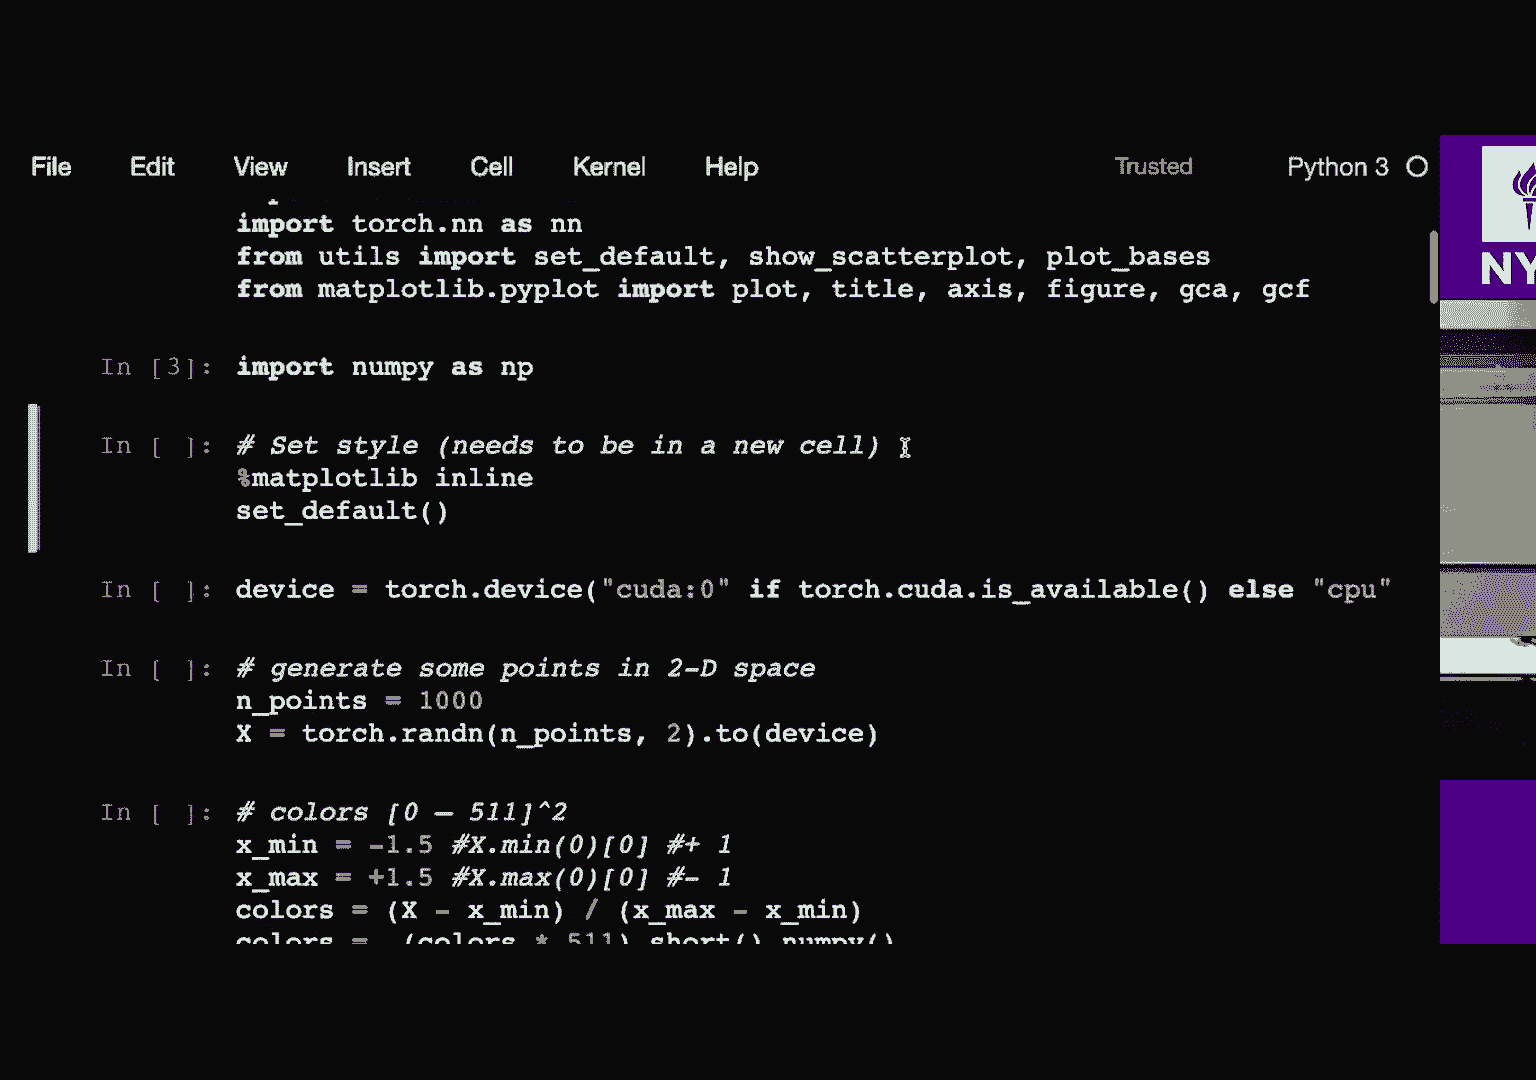 File Edit View Insert Cell Kernel Help Trusted Python 3
import torch.nn as nn
from utils import set_default, show_scatterplot, plot_bases
from matplotlib.pyplot import plot, title, axis, figure, gca, gcf
In [3]: import numpy as np
In [ ]: # Set style (needs to be in a new cell)
%matplotlib inline
set_default()
In [ ]: device = torch.device("cuda:0" if torch.cuda.is_available() else "cpu"
In [ ]: # generate some points in 2-D space
n_points = 1000
X = torch.randn(n_points, 2).to(device)
In [ ]: # colors [0 — 511]^2
x_min = -1.5 #X.min(0)[0] #+ 1
x_max = +1.5 #X.max(0)[0] #- 1
colors = (X - x_min) / (x_max - x_min)
colors = (colors * 511).short().numpy()
NY